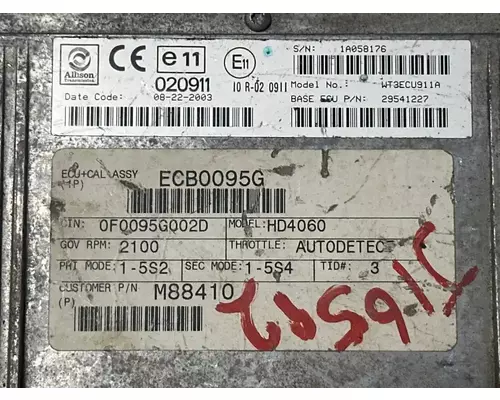 Allison
Transmission
CE
e11
020911
E11
10 R-02 0911
Date Code: 08-22-2003
S/N: 1A058176
Model No.: WT3ECU911A
BASE ECU P/N: 29541227
ECU+CAL ASSY
(1P)
ECB0095G
CIN: 0F0095G002D MODEL: HD4060
GOV RPM: 2100 THROTTLE: AUTODETECT
PRI MODE: 1-5S2 SEC MODE: 1-5S4 TID#: 3
CUSTOMER P/N
(P)
M88410